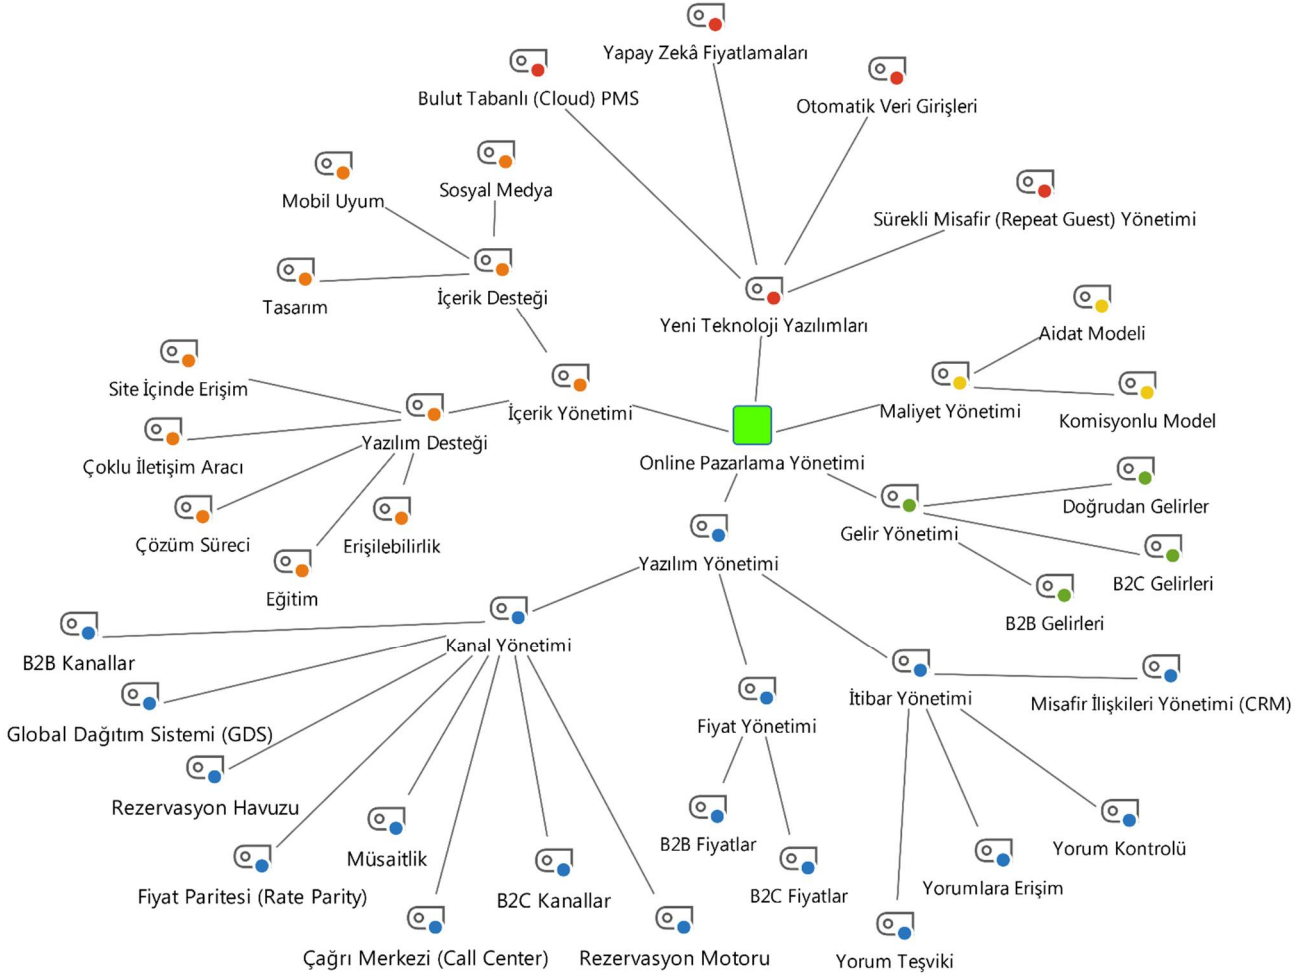 Yapay Zekâ Fiyatlamaları
Bulut Tabanlı (Cloud) PMS
Otomatik Veri Girişleri
Sosyal Medya
Mobil Uyum
Sürekli Misafir (Repeat Guest) Yönetimi
İçerik Desteği
Tasarım
Yeni Teknoloji Yazılımları
Aidat Modeli
Site İçinde Erişim
İçerik Yönetimi
Maliyet Yönetimi
Komisyonlu Model
Yazılım Desteği
Çoklu İletişim Aracı
Online Pazarlama Yönetimi
Doğrudan Gelirler
Gelir Yönetimi
Çözüm Süreci
Erişilebilirlik
Yazılım Yönetimi
B2C Gelirleri
Eğitim
B2B Gelirleri
Kanal Yönetimi
B2B Kanallar
İtibar Yönetimi
Misafir İlişkileri Yönetimi (CRM)
Global Dağıtım Sistemi (GDS)
Fiyat Yönetimi
Rezervasyon Havuzu
Müsaitlik
B2B Fiyatlar
Yorum Kontrolü
Fiyat Paritesi (Rate Parity)
B2C Kanallar
B2C Fiyatlar
Yorumlara Erişim
Çağrı Merkezi (Call Center)
Rezervasyon Motoru
Yorum Teşviki